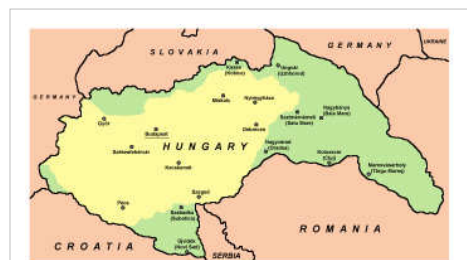 SLOVAKIA
GERMANY
UKRAINE
GERMANY
Kassa
(Košice)
Ungvár
(Uzhhorod)
Miskolc
Nyíregyháza
Győr
Budapest
Székesfehérvár
HUNGARY
Debrecen
Szatmárnémeti
(Satu Mare)
Nagybánya
(Baia Mare)
Nagyvárad
(Oradea)
Kolozsvár
(Cluj)
Marosvásárhely
(Târgu Mureș)
Kecskemét
Szeged
Pécs
Szabadka
(Subotica)
Újvidék
(Novi Sad)
CROATIA
SERBIA
ROMANIA